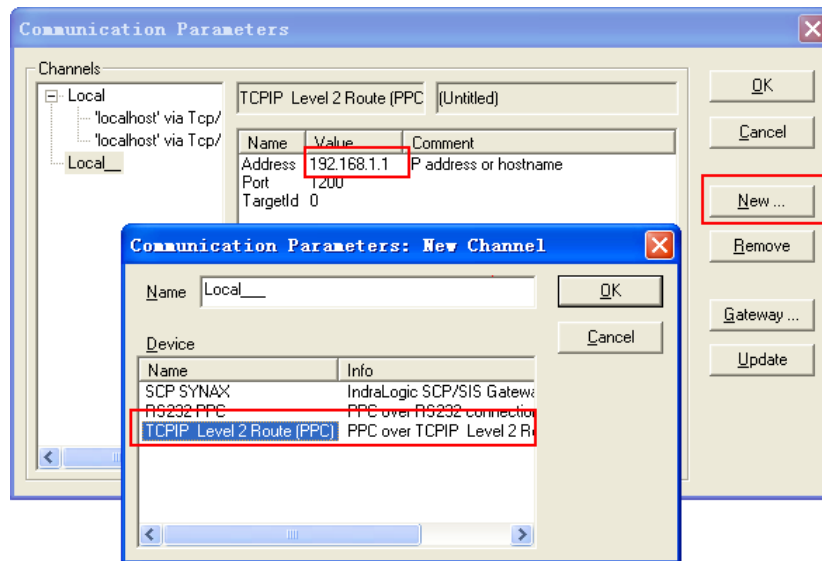 Communication Parameters
Channels
Local
'localhost' via Tcp/
'localhost' via Tcp/
Local__
TCPIP Level 2 Route (PPC (Untitled)
Name Value Comment
Address 192.168.1.1 P address or hostname
Port 1200
TargetId 0
OK
Cancel
New ...
Remove
Gateway ...
Update
Communication Parameters: New Channel
Name Local___
OK
Cancel
Device
Name Info
SCP SYNAX IndraLogic SCP/SIS Gatewa
RS232 PPC PPC over RS232 connection
TCPIP Level 2 Route (PPC) PPC over TCPIP Level 2 R